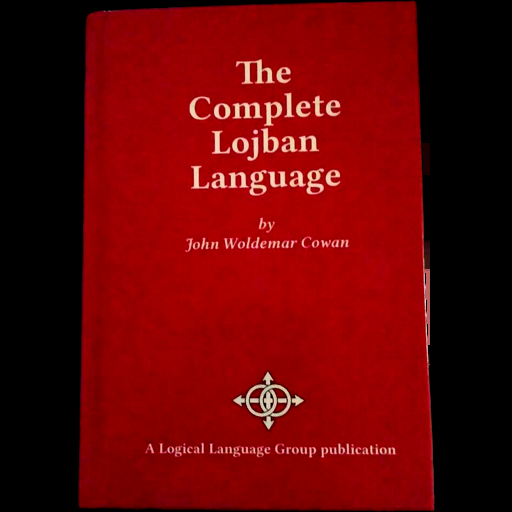 The
Complete
Lojban
Language
by
John Woldemar Cowan
A Logical Language Group publication